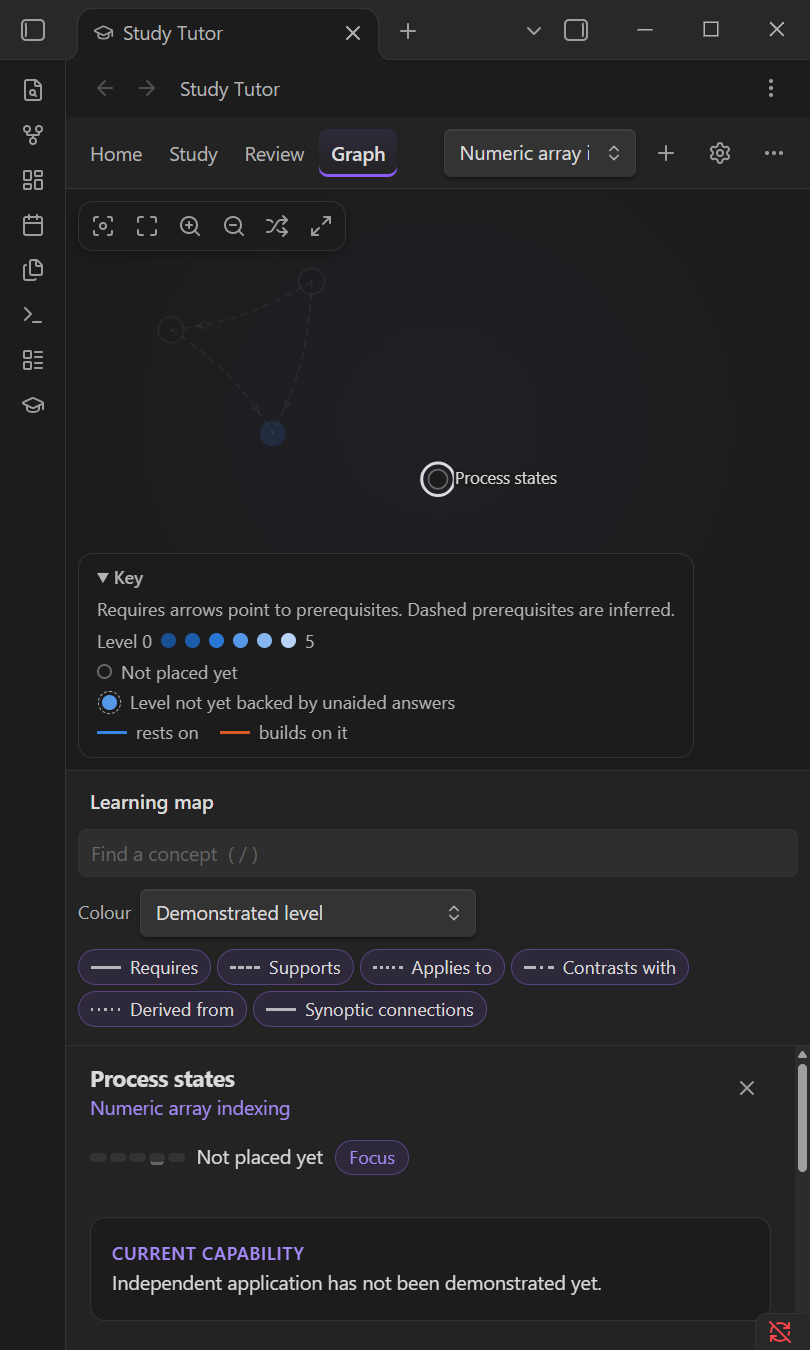 Study Tutor
Study Tutor
Home Study Review Graph Numeric array i
Process states
Key
Requires arrows point to prerequisites. Dashed prerequisites are inferred.
Level 0 5
Not placed yet
Level not yet backed by unaided answers
rests on builds on it
Learning map
Find a concept ( / )
Colour Demonstrated level
Requires Supports Applies to Contrasts with
Derived from Synoptic connections
Process states
Numeric array indexing
Not placed yet Focus
CURRENT CAPABILITY
Independent application has not been demonstrated yet.